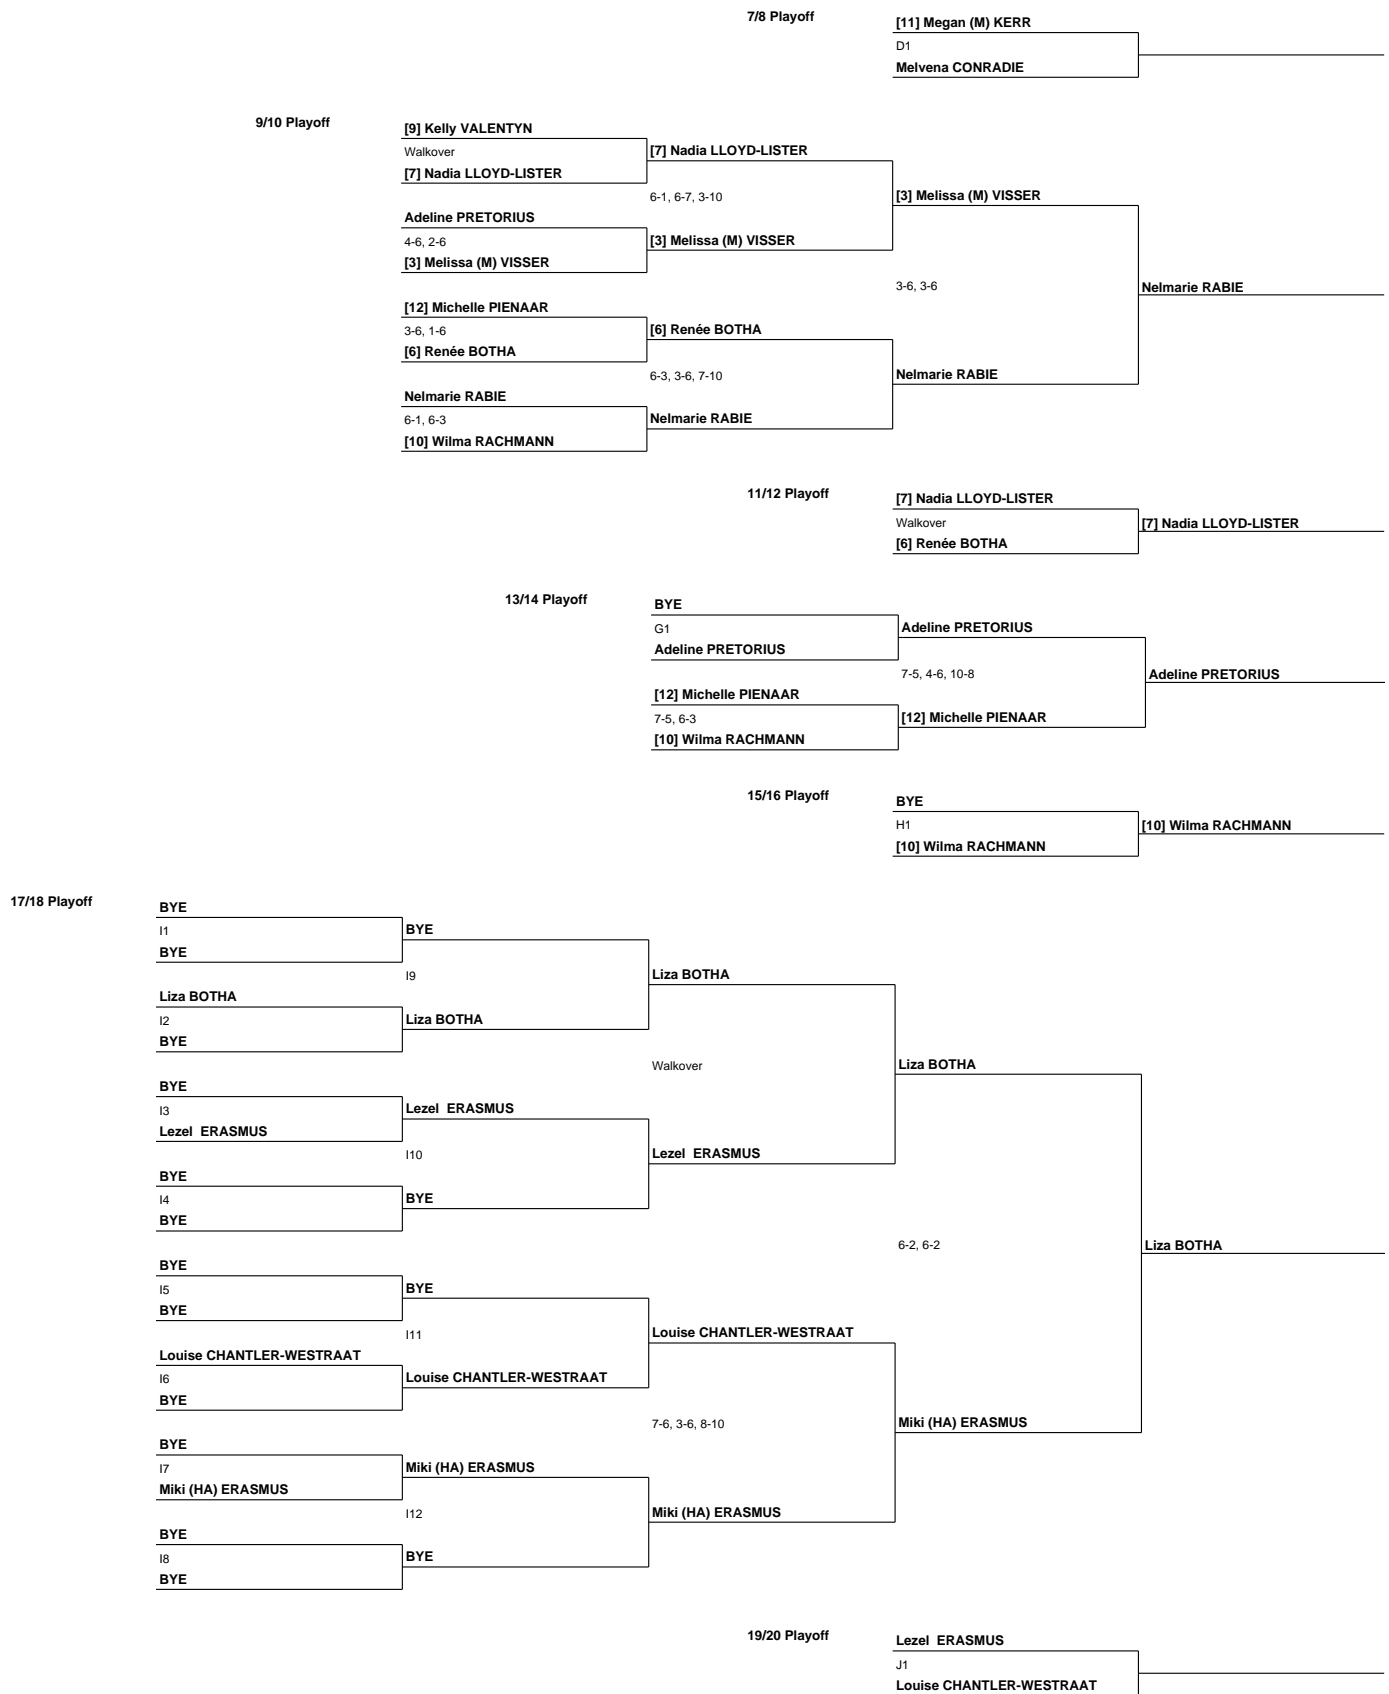 7/8 Playoff
[11] Megan (M) KERR
D1
Melvena CONRADIE
9/10 Playoff
[9] Kelly VALENTYN
Walkover
[7] Nadia LLOYD-LISTER
[7] Nadia LLOYD-LISTER
6-1, 6-7, 3-10
[3] Melissa (M) VISSER
Adeline PRETORIUS
4-6, 2-6
[3] Melissa (M) VISSER
[3] Melissa (M) VISSER
3-6, 3-6
Nelmarie RABIE
[12] Michelle PIENAAR
3-6, 1-6
[6] Renée BOTHA
[6] Renée BOTHA
6-3, 3-6, 7-10
Nelmarie RABIE
Nelmarie RABIE
6-1, 6-3
Nelmarie RABIE
[10] Wilma RACHMANN
11/12 Playoff
[7] Nadia LLOYD-LISTER
Walkover
[7] Nadia LLOYD-LISTER
[6] Renée BOTHA
13/14 Playoff
BYE
G1
Adeline PRETORIUS
Adeline PRETORIUS
7-5, 4-6, 10-8
Adeline PRETORIUS
[12] Michelle PIENAAR
7-5, 6-3
[12] Michelle PIENAAR
[10] Wilma RACHMANN
15/16 Playoff
BYE
H1
[10] Wilma RACHMANN
[10] Wilma RACHMANN
17/18 Playoff
BYE
I1
BYE
BYE
I9
Liza BOTHA
Liza BOTHA
I2
Liza BOTHA
BYE
Walkover
Liza BOTHA
BYE
I3
Lezel ERASMUS
Lezel ERASMUS
I10
Lezel ERASMUS
BYE
I4
BYE
BYE
6-2, 6-2
Liza BOTHA
BYE
I5
BYE
BYE
I11
Louise CHANTLER-WESTRAAT
Louise CHANTLER-WESTRAAT
I6
Louise CHANTLER-WESTRAAT
BYE
7-6, 3-6, 8-10
Miki (HA) ERASMUS
BYE
I7
Miki (HA) ERASMUS
Miki (HA) ERASMUS
I12
Miki (HA) ERASMUS
BYE
I8
BYE
BYE
19/20 Playoff
Lezel ERASMUS
J1
Louise CHANTLER-WESTRAAT